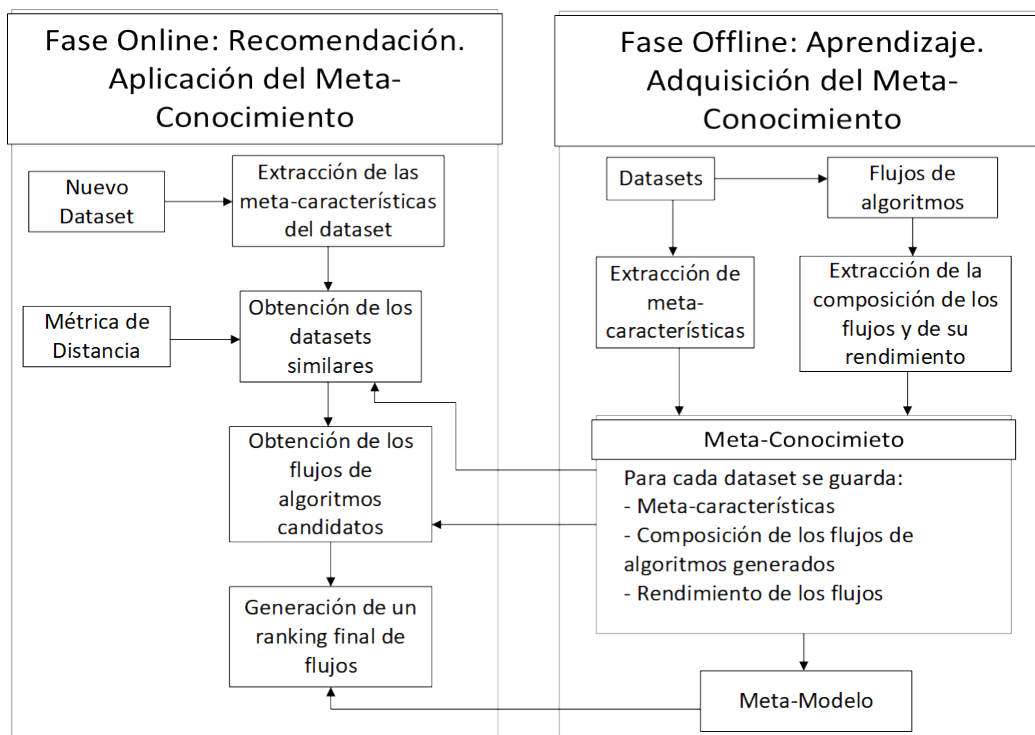 Fase Online: Recomendación.
Aplicación del Meta-
Conocimiento
Nuevo
Dataset
Extracción de las
meta-características
del dataset
Métrica de
Distancia
Obtención de los
datasets
similares
Obtención de los
flujos de
algoritmos
candidatos
Generación de un
ranking final de
flujos
Fase Offline: Aprendizaje.
Adquisición del Meta-
Conocimiento
Datasets
Flujos de
algoritmos
Extracción de
meta-
características
Extracción de la
composición de los
flujos y de su
rendimiento
Meta-Conocimieto
Para cada dataset se guarda:
- Meta-características
- Composición de los flujos de
algoritmos generados
- Rendimiento de los flujos
Meta-Modelo